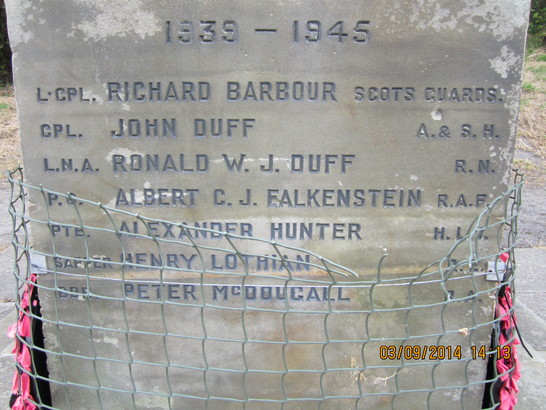 1939 — 1945
L·CPL. RICHARD BARBOUR SCOTS GUARDS.
CPL. JOHN DUFF A. & S.H.
L.N.A. RONALD W. J. DUFF R.N.
ALBERT C. J. FALKENSTEIN R.A.F.
PTE. ALEXANDER HUNTER H.L.I.
SAPPER HENRY LOTHIAN
PETER McDOUGALL
03/09/2014 14:13